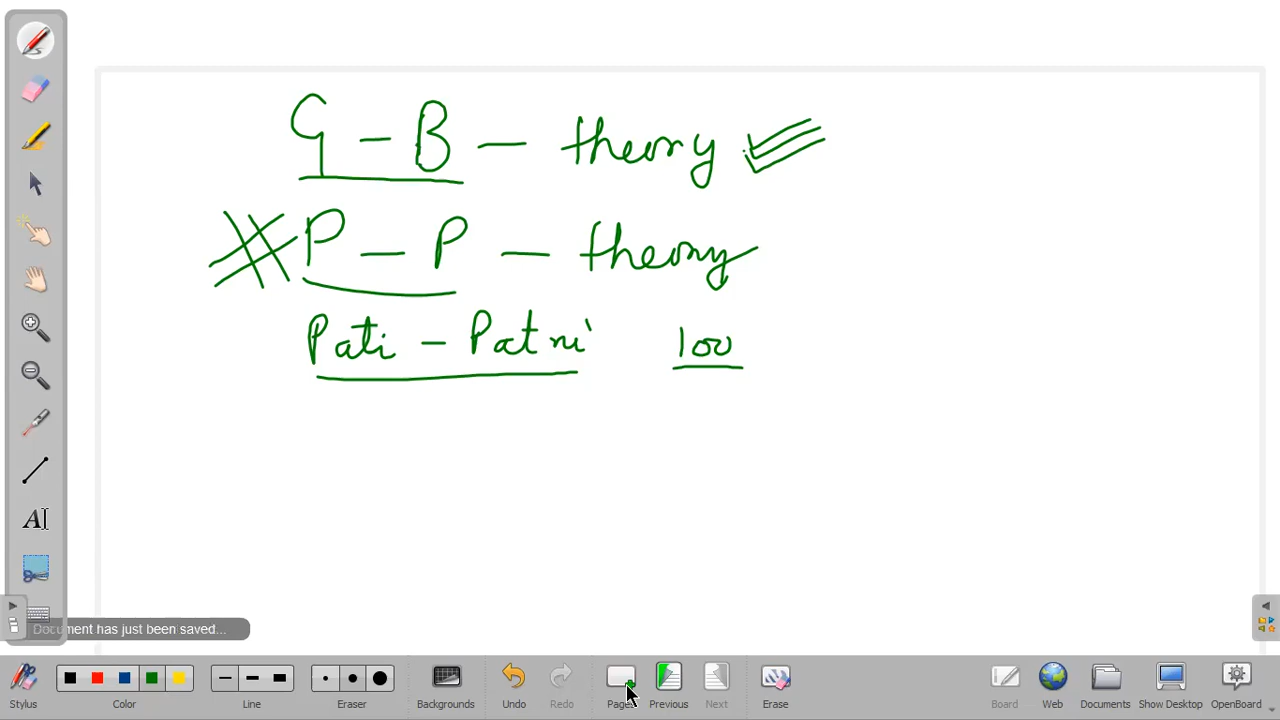 G - B - theory
P - P - theory
Pati - Patni 100
Document has just been saved...
Stylus Color Line Eraser Backgrounds Undo Redo Pages Previous Next Erase Board Web Documents Show Desktop OpenBoard